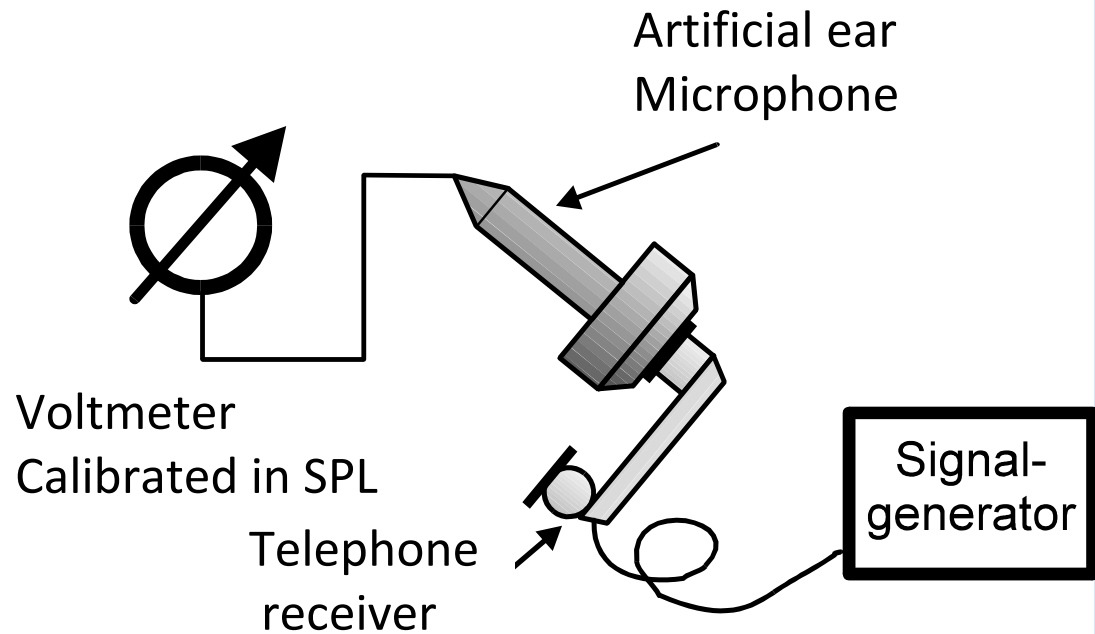 Artificial ear
Microphone
Voltmeter
Calibrated in SPL
Signal-
generator
Telephone
receiver